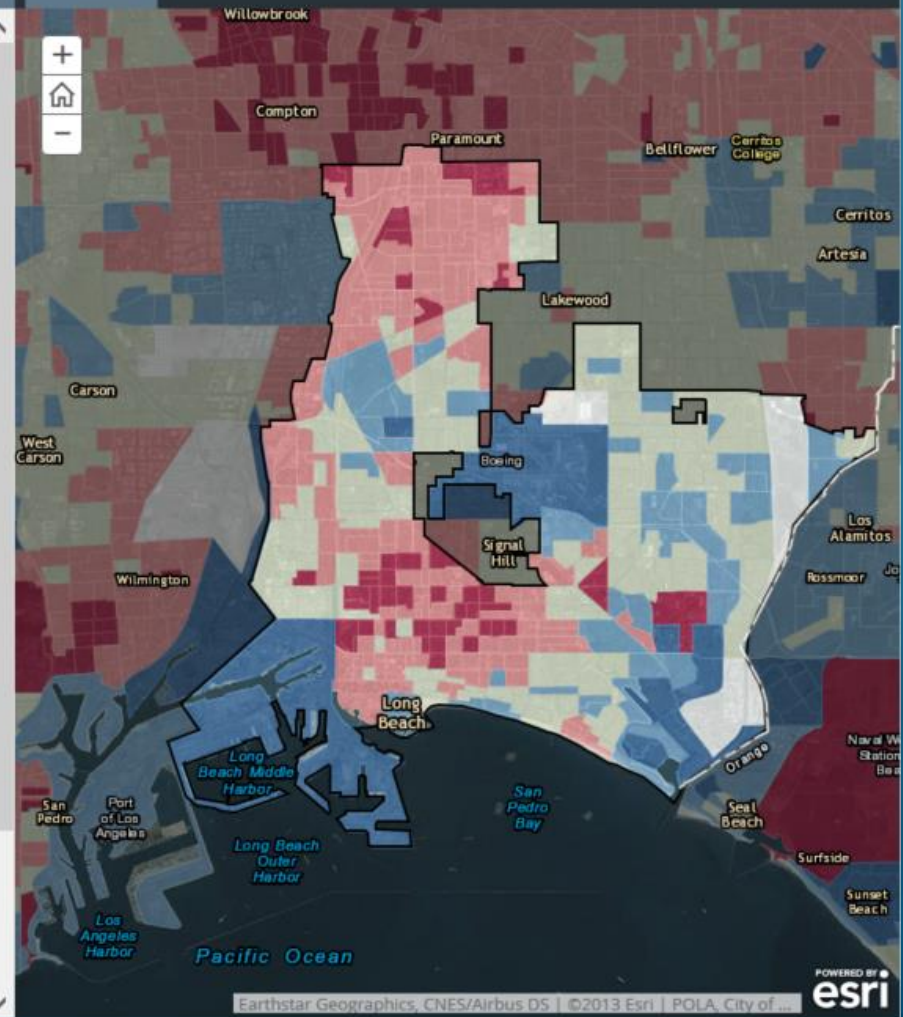 Willowbrook
+
−
Compton
Paramount
Bellflower
Cerritos
College
Cerritos
Artesia
Lakewood
Carson
West
Carson
Boeing
Los
Alamitos
Signal
Hill
Rossmoor
Wilmington
Long
Beach
Orange
Long
Beach Middle
Harbor
San
Pedro
Bay
San
Pedro
Port
of Los
Angeles
Seal
Beach
Long Beach
Outer
Harbor
Surfside
Sunset
Beach
Los
Angeles
Harbor
Pacific Ocean
POWERED BY
esri
Earthstar Geographics, CNES/Airbus DS | ©2013 Esri | POLA, City of ...